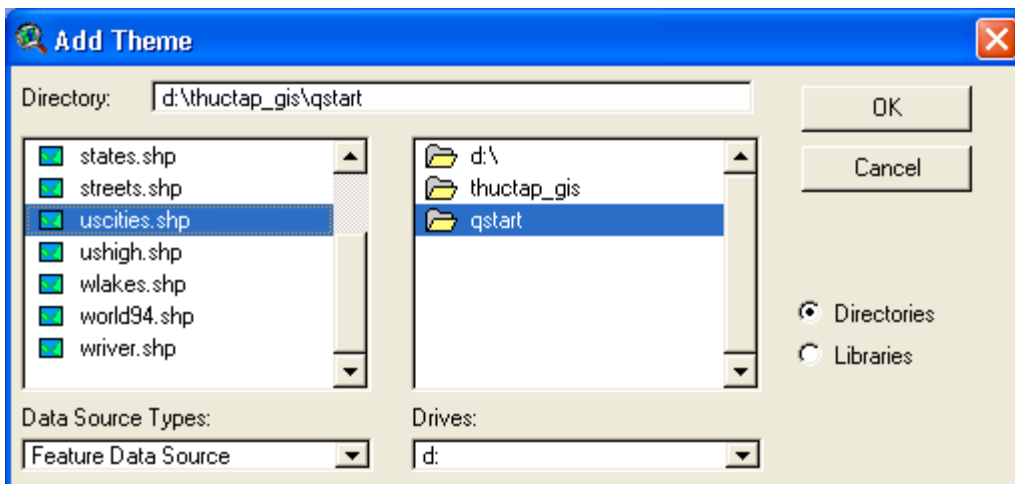 Add Theme
Directory: d:\thuctap_gis\qstart
OK
Cancel
states.shp
streets.shp
uscities.shp
ushigh.shp
wlakes.shp
world94.shp
wriver.shp
d:\
thuctap_gis
qstart
Directories
Libraries
Data Source Types:
Feature Data Source
Drives:
d: